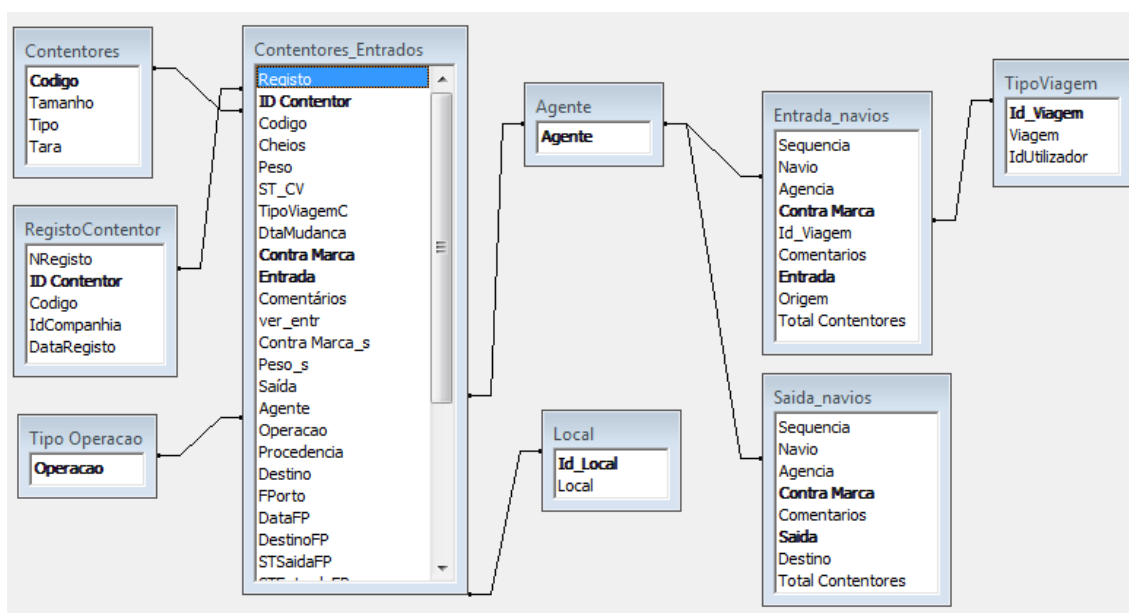 Contentores
Codigo
Tamanho
Tipo
Tara
RegistoContentor
NRegisto
ID Contentor
Codigo
IdCompanhia
DataRegisto
Tipo Operacao
Operacao
Contentores_Entrados
Registo
ID Contentor
Codigo
Cheios
Peso
ST_CV
TipoViagemC
DtaMudanca
Contra Marca
Entrada
Comentários
ver_entr
Contra Marca_s
Peso_s
Saída
Agente
Operacao
Procedencia
Destino
FPorto
DataFP
DestinoFP
STSaidaFP
Agente
Agente
Local
Id_Local
Local
Entrada_navios
Sequencia
Navio
Agencia
Contra Marca
Id_Viagem
Comentarios
Entrada
Origem
Total Contentores
Saida_navios
Sequencia
Navio
Agencia
Contra Marca
Comentarios
Saida
Destino
Total Contentores
TipoViagem
Id_Viagem
Viagem
IdUtilizador